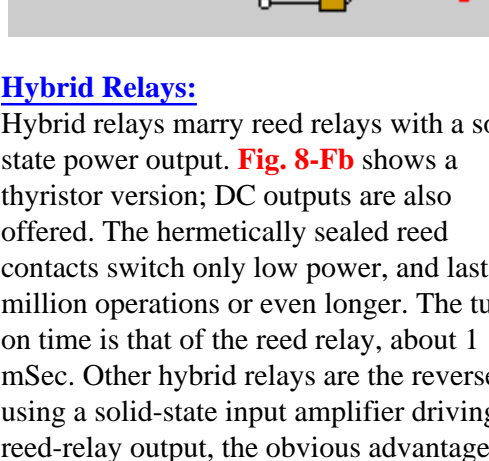 Hybrid Relays:
Hybrid relays marry reed relays with a
state power output. Fig. 8-Fb shows a
thyristor version; DC outputs are also
offered. The hermetically sealed reed
contacts switch only low power, and last
million operations or even longer. The
on time is that of the reed relay, about 1
mSec. Other hybrid relays are the reverse
using a solid-state input amplifier driving
reed-relay output, the obvious advantage